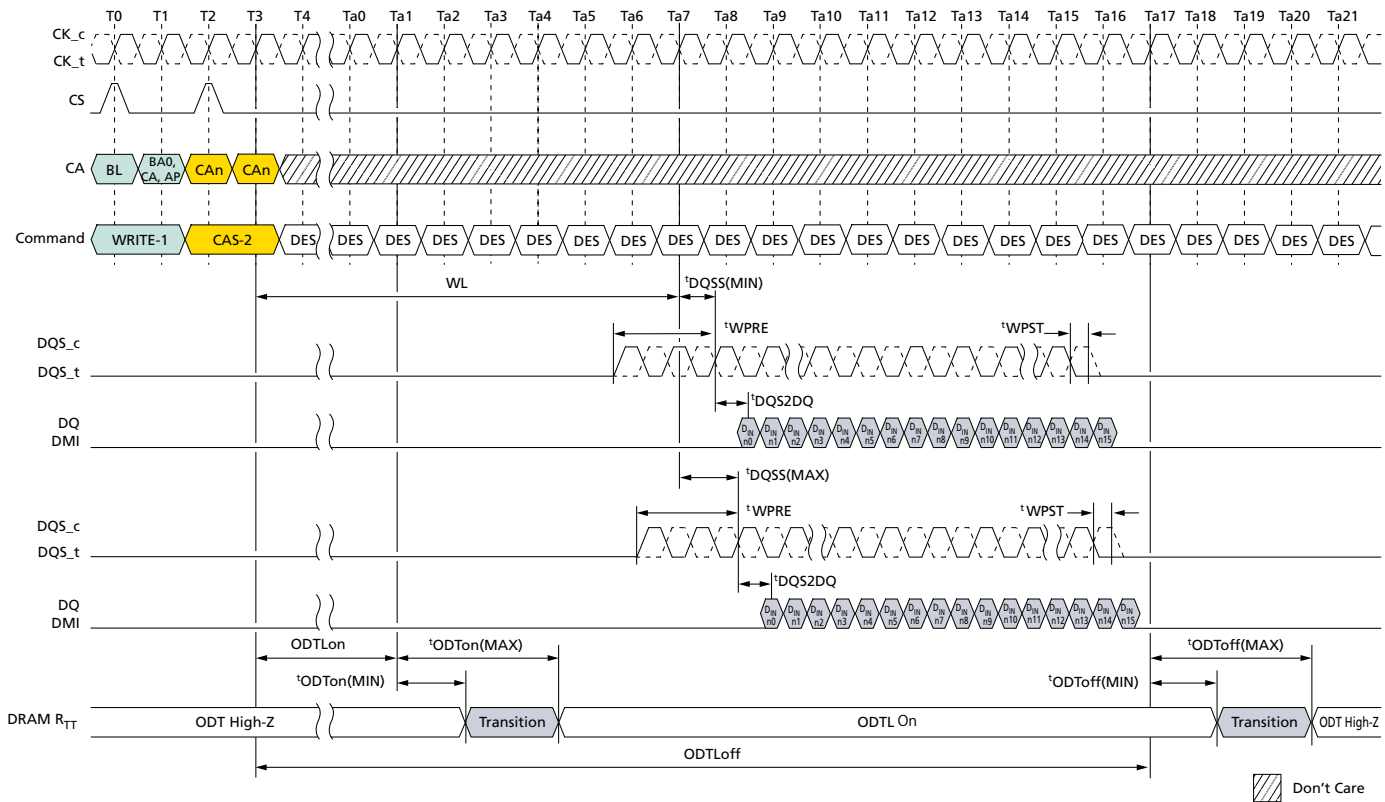 T0 T1 T2 T3 T4 Ta0 Ta1 Ta2 Ta3 Ta4 Ta5 Ta6 Ta7 Ta8 Ta9 Ta10 Ta11 Ta12 Ta13 Ta14 Ta15 Ta16 Ta17 Ta18 Ta19 Ta20 Ta21
CK_c
CK_t
CS
CA BL BA0, CA, AP CAn CAn
Command WRITE-1 CAS-2 DES DES DES DES DES DES DES DES DES DES DES DES DES DES DES DES DES DES DES DES DES DES DES
WL tDQSS(MIN)
tWPRE tWPST
DQS_c
DQS_t
tDQS2DQ
DQ
DMI
DIN n0 DIN n1 DIN n2 DIN n3 DIN n4 DIN n5 DIN n6 DIN n7 DIN n8 DIN n9 DIN n10 DIN n11 DIN n12 DIN n13 DIN n14 DIN n15
tDQSS(MAX)
tWPRE tWPST
DQS_c
DQS_t
tDQS2DQ
DQ
DMI
DIN n0 DIN n1 DIN n2 DIN n3 DIN n4 DIN n5 DIN n6 DIN n7 DIN n8 DIN n9 DIN n10 DIN n11 DIN n12 DIN n13 DIN n14 DIN n15
ODTLon tODTon(MAX) tODToff(MAX)
tODTon(MIN) tODToff(MIN)
DRAM RTT ODT High-Z Transition ODTL On Transition ODT High-Z
ODTLoff
Don't Care